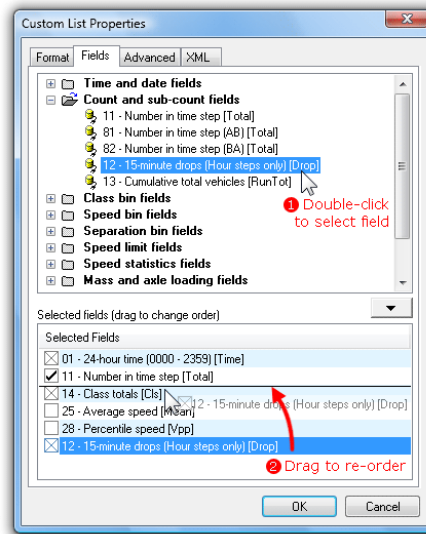 Custom List Properties
Format Fields Advanced XML
Time and date fields
Count and sub-count fields
11 - Number in time step [Total]
81 - Number in time step (AB) [Total]
82 - Number in time step (BA) [Total]
12 - 15-minute drops (Hour steps only) [Drop]
13 - Cumulative total vehicles [RunTot]
Class bin fields
1 Double-click
to select field
Speed bin fields
Separation bin fields
Speed limit fields
Speed statistics fields
Mass and axle loading fields
Selected fields (drag to change order)
Selected Fields
01 - 24-hour time (0000 - 2359) [Time]
11 - Number in time step [Total]
14 - Class totals [Cls]
12 - 15-minute drops (Hour steps only) [Drop]
25 - Average speed [Mean]
28 - Percentile speed [Vpp]
12 - 15-minute drops (Hour steps only) [Drop]
2 Drag to re-order
OK Cancel